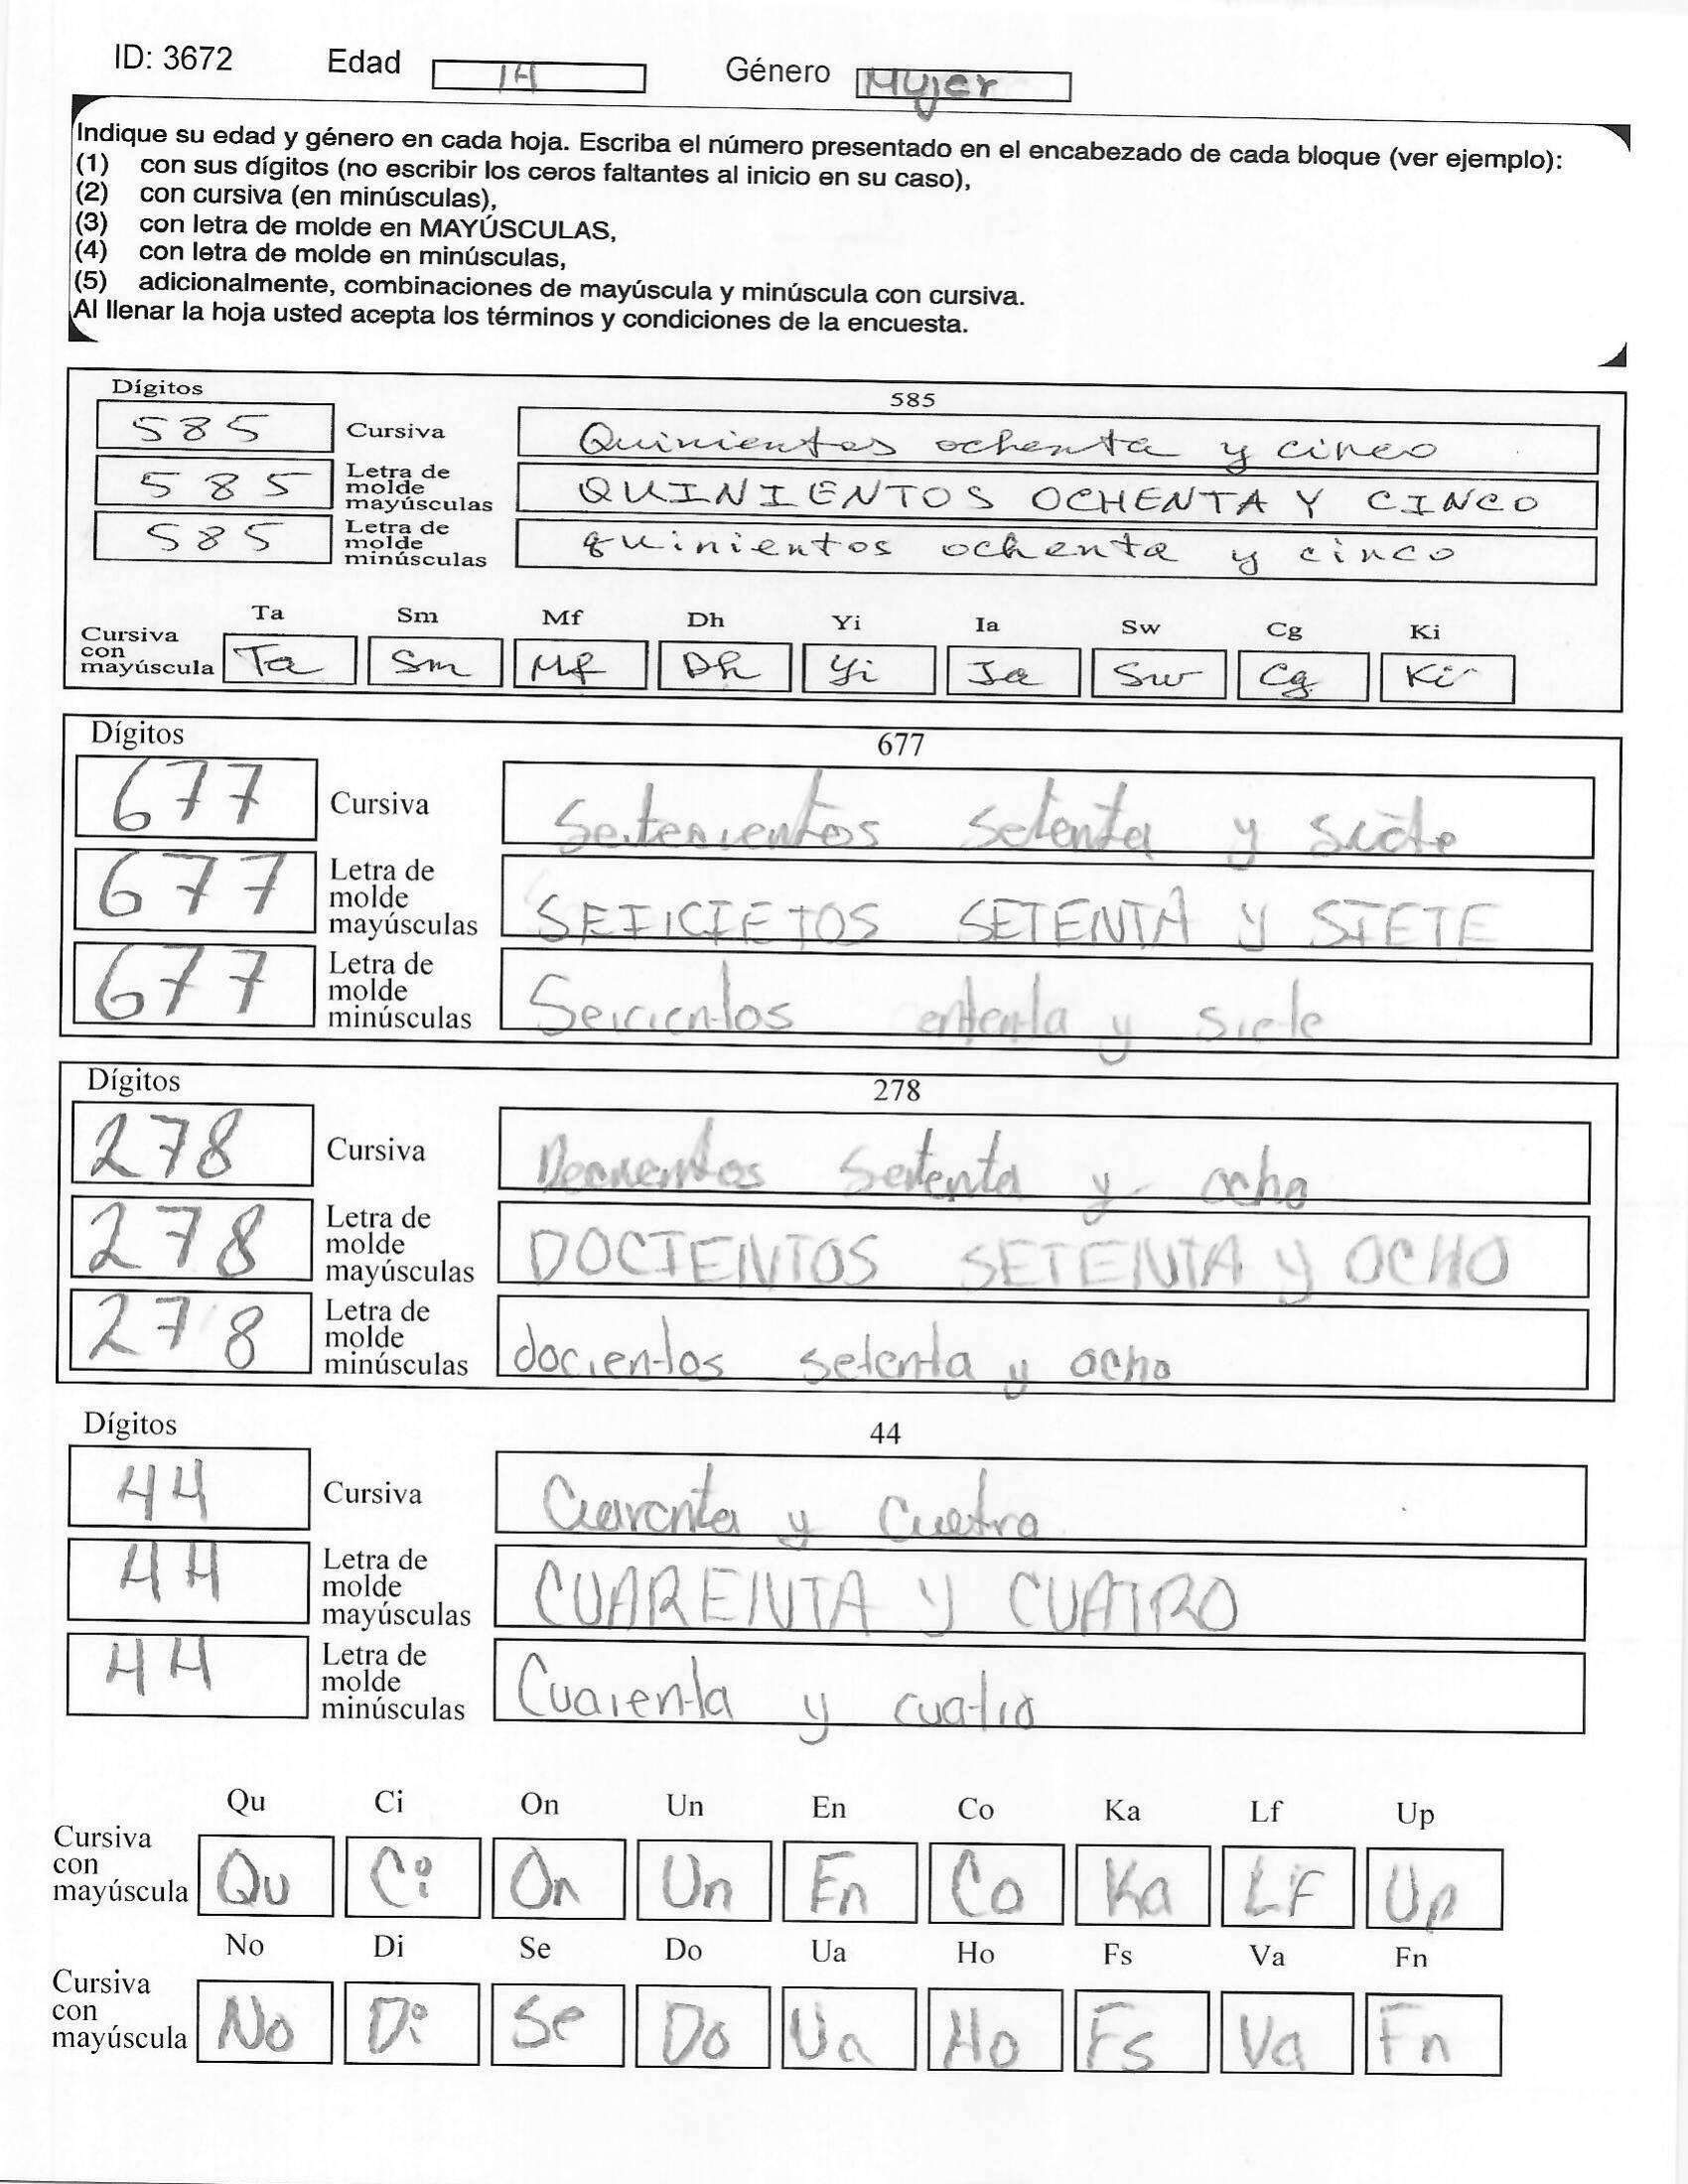 ID: 3672 Edad 14 Género Mujer
Indique su edad y género en cada hoja. Escriba el número presentado en el encabezado de cada bloque (ver ejemplo):
(1) con sus dígitos (no escribir los ceros faltantes al inicio en su caso),
(2) con cursiva (en minúsculas),
(3) con letra de molde en MAYÚSCULAS,
(4) con letra de molde en minúsculas,
(5) adicionalmente, combinaciones de mayúscula y minúscula con cursiva.
Al llenar la hoja usted acepta los términos y condiciones de la encuesta.
Dígitos 585
585 Cursiva Quinientos ochenta y cinco
585 Letra de molde mayúsculas QUINIENTOS OCHENTA Y CINCO
585 Letra de molde minúsculas quinientos ochenta y cinco
Ta Sm Mf Dh Yi Ia Sw Cg Ki
Cursiva con mayúscula Ta Sm Mf Dh Yi Ia Sw Cg Ki
Dígitos 677
677 Cursiva setenta y
677 Letra de molde mayúsculas SETENTA y SIETE
677 Letra de molde minúsculas Seicientos y siete
Dígitos 278
278 Cursiva y ocho
278 Letra de molde mayúsculas DOCIENTOS SETENTA y OCHO
278 Letra de molde minúsculas docientos setenta y ocho
Dígitos 44
44 Cursiva y
44 Letra de molde mayúsculas CUARENTA y CUATRO
44 Letra de molde minúsculas Cuarenta y cuatro
Qu Ci On Un En Co Ka Lf Up
Cursiva con mayúscula Qu Ci On Un En Co Ka LF Up
No Di Se Do Ua Ho Fs Va Fn
Cursiva con mayúscula No Di Se Do Ua Ho Fs Va Fn